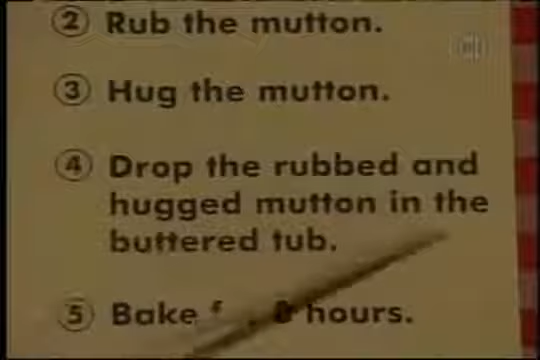 ② Rub the mutton.
③ Hug the mutton.
④ Drop the rubbed and
hugged mutton in the
buttered tub.
⑤ Bake 8 hours.